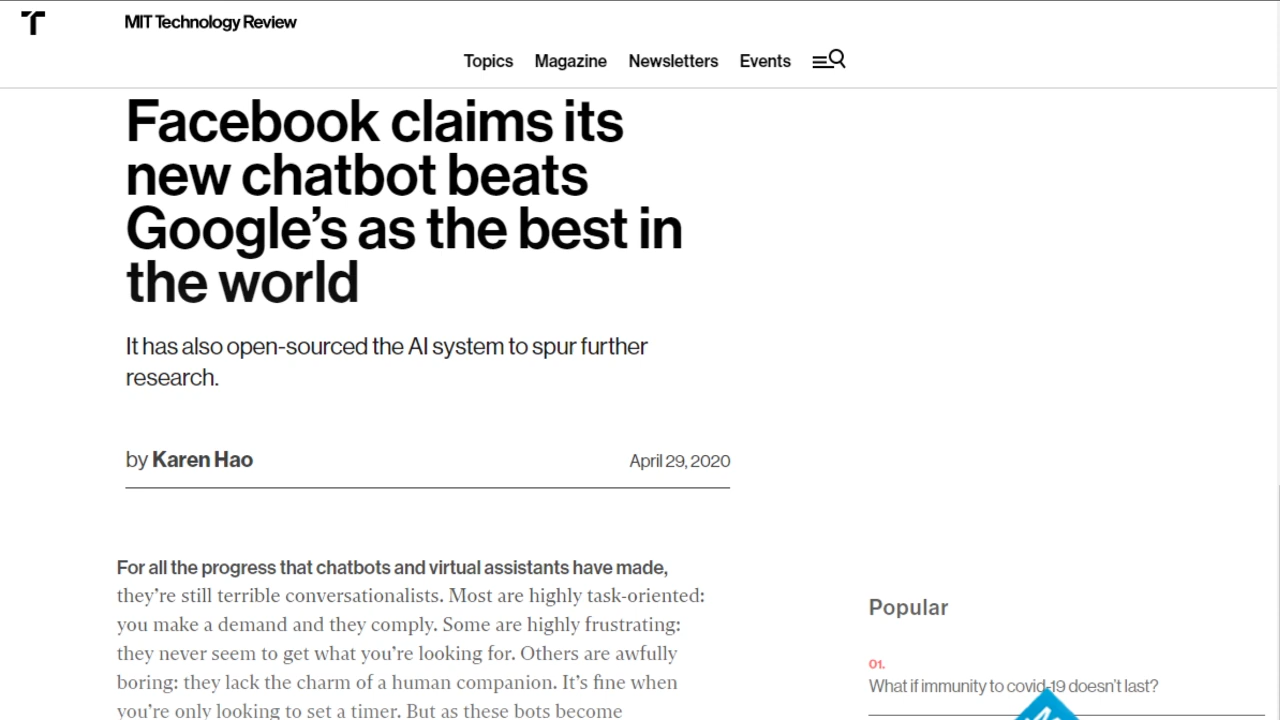 MIT Technology Review
Topics Magazine Newsletters Events
Facebook claims its
new chatbot beats
Google’s as the best in
the world
It has also open-sourced the AI system to spur further
research.
by Karen Hao April 29, 2020
For all the progress that chatbots and virtual assistants have made,
they’re still terrible conversationalists. Most are highly task-oriented:
you make a demand and they comply. Some are highly frustrating:
they never seem to get what you’re looking for. Others are awfully
boring: they lack the charm of a human companion. It’s fine when
you’re only looking to set a timer. But as these bots become
Popular
01.
What if immunity to covid-19 doesn’t last?